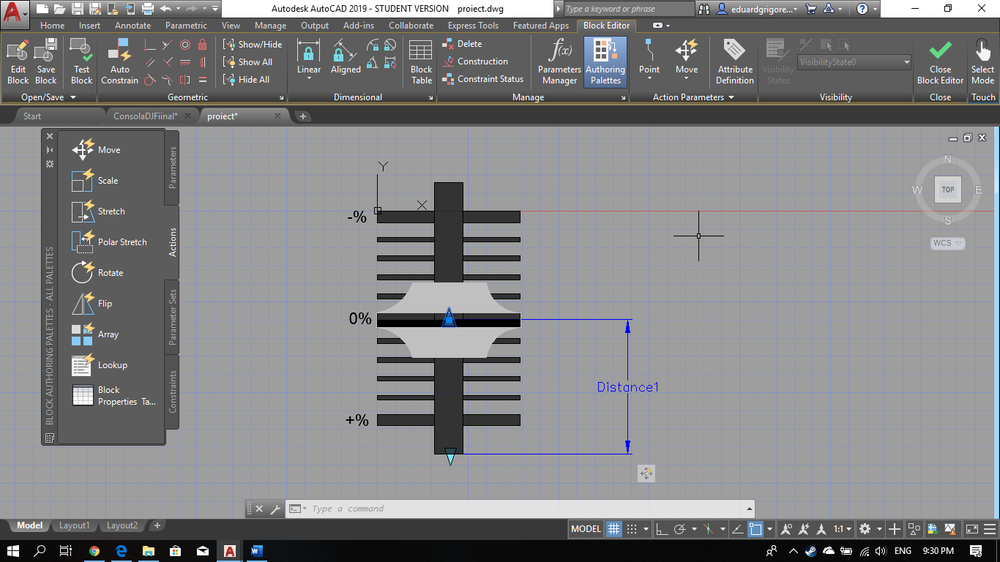 Autodesk AutoCAD 2019 - STUDENT VERSION proiect.dwg
Type a keyword or phrase
eduardgrigore...
Home Insert Annotate Parametric View Manage Output Add-ins Collaborate Express Tools Featured Apps Block Editor
Edit Block
Save Block
Test Block
Auto Constrain
Show/Hide
Show All
Hide All
Linear
Aligned
Block Table
Delete
Construction
Constraint Status
f(x)
Parameters Manager
Authoring Palettes
Point
Move
Attribute Definition
Visibility States
VisibilityState0
Close Block Editor
Select Mode
Open/Save Geometric Dimensional Manage Action Parameters Visibility Close Touch
Start ConsolaDJFiinal* proiect*
BLOCK AUTHORING PALETTES - ALL PALETTES
Move
Scale
Stretch
Polar Stretch
Rotate
Flip
Array
Lookup
Block
Properties Ta...
Parameters
Actions
Parameter Sets
Constraints
Y
X
-%
0%
+%
Distance1
N
W TOP E
S
WCS
Type a command
Model Layout1 Layout2
MODEL
1:1
ENG 9:30 PM